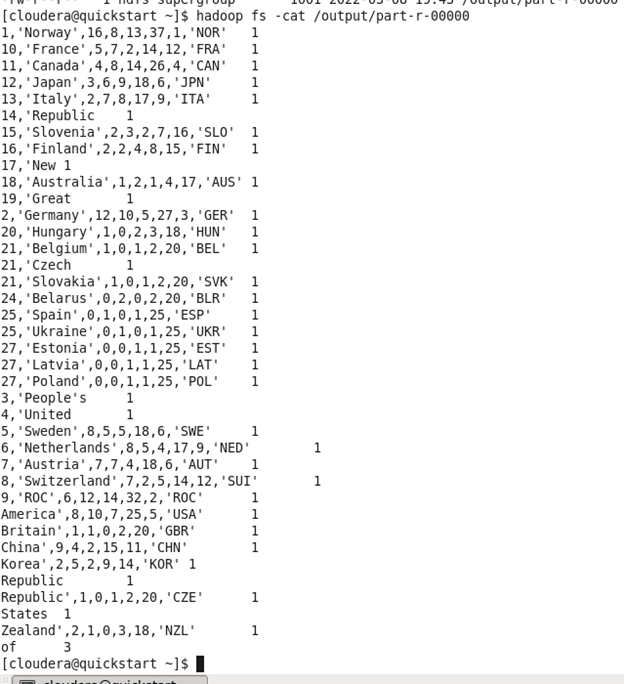 -rw-r--r-- 1 hdfs supergroup 1001 2022-03-08 19:43 /output/part-r-00000
[cloudera@quickstart ~]$ hadoop fs -cat /output/part-r-00000
1,'Norway',16,8,13,37,1,'NOR' 1
10,'France',5,7,2,14,12,'FRA' 1
11,'Canada',4,8,14,26,4,'CAN' 1
12,'Japan',3,6,9,18,6,'JPN' 1
13,'Italy',2,7,8,17,9,'ITA' 1
14,'Republic 1
15,'Slovenia',2,3,2,7,16,'SLO' 1
16,'Finland',2,2,4,8,15,'FIN' 1
17,'New 1
18,'Australia',1,2,1,4,17,'AUS' 1
19,'Great 1
2,'Germany',12,10,5,27,3,'GER' 1
20,'Hungary',1,0,2,3,18,'HUN' 1
21,'Belgium',1,0,1,2,20,'BEL' 1
21,'Czech 1
21,'Slovakia',1,0,1,2,20,'SVK' 1
24,'Belarus',0,2,0,2,20,'BLR' 1
25,'Spain',0,1,0,1,25,'ESP' 1
25,'Ukraine',0,1,0,1,25,'UKR' 1
27,'Estonia',0,0,1,1,25,'EST' 1
27,'Latvia',0,0,1,1,25,'LAT' 1
27,'Poland',0,0,1,1,25,'POL' 1
3,'People's 1
4,'United 1
5,'Sweden',8,5,5,18,6,'SWE' 1
6,'Netherlands',8,5,4,17,9,'NED' 1
7,'Austria',7,7,4,18,6,'AUT' 1
8,'Switzerland',7,2,5,14,12,'SUI' 1
9,'ROC',6,12,14,32,2,'ROC' 1
America',8,10,7,25,5,'USA' 1
Britain',1,1,0,2,20,'GBR' 1
China',9,4,2,15,11,'CHN' 1
Korea',2,5,2,9,14,'KOR' 1
Republic 1
Republic',1,0,1,2,20,'CZE' 1
States 1
Zealand',2,1,0,3,18,'NZL' 1
of 3
[cloudera@quickstart ~]$
cloudera@quickstart